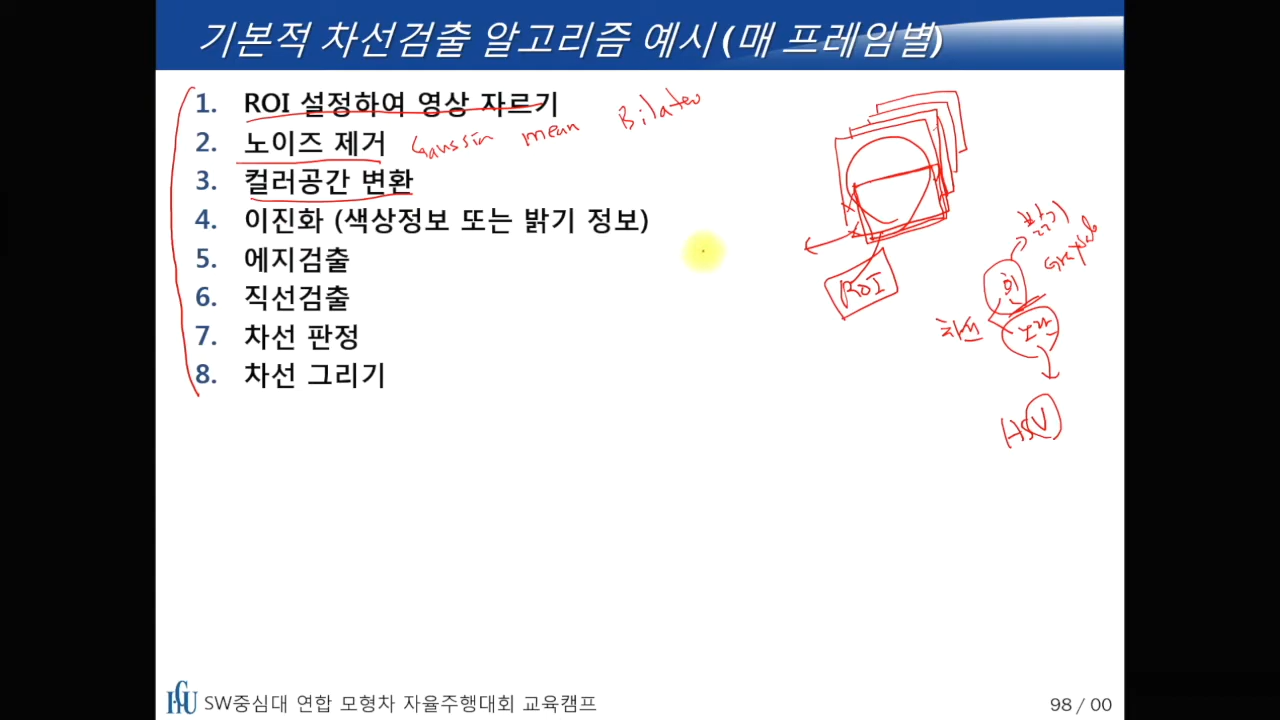 기본적 차선검출 알고리즘 예시(매 프레임별)
1. ROI 설정하여 영상 자르기
2. 노이즈 제거 Gaussin mean Bilater
3. 컬러공간 변환
4. 이진화 (색상정보 또는 밝기 정보)
5. 에지검출
6. 직선검출
7. 차선 판정
8. 차선 그리기
ROI
밝기
흰
차선
노란
HSV
HGU SW중심대 연합 모형차 자율주행대회 교육캠프
98 / 00